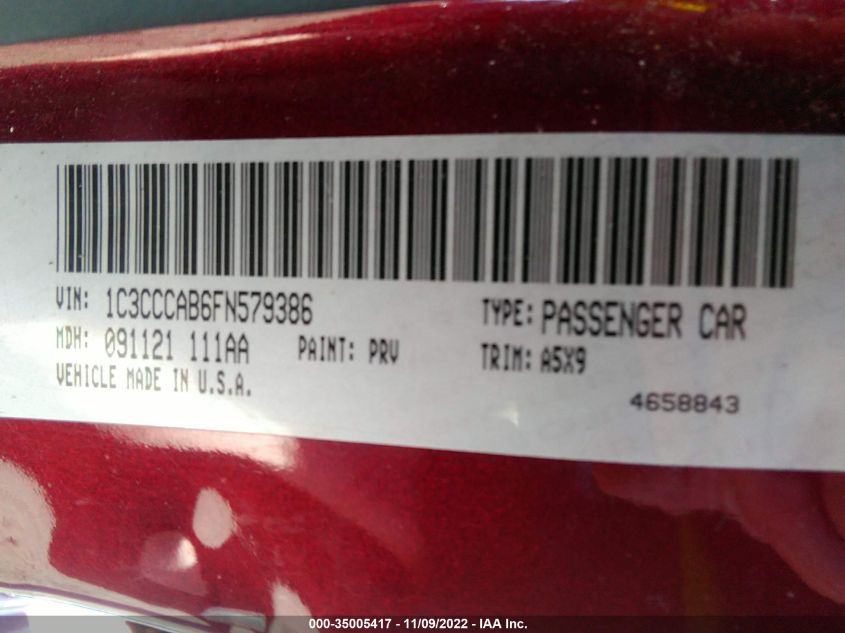 VIN: 1C3CCCAB6FN579386 TYPE: PASSENGER CAR
MDH: 091121 111AA PAINT: PRV TRIM: A5X9
VEHICLE MADE IN U.S.A.
4658843
000-35005417 - 11/09/2022 - IAA Inc.